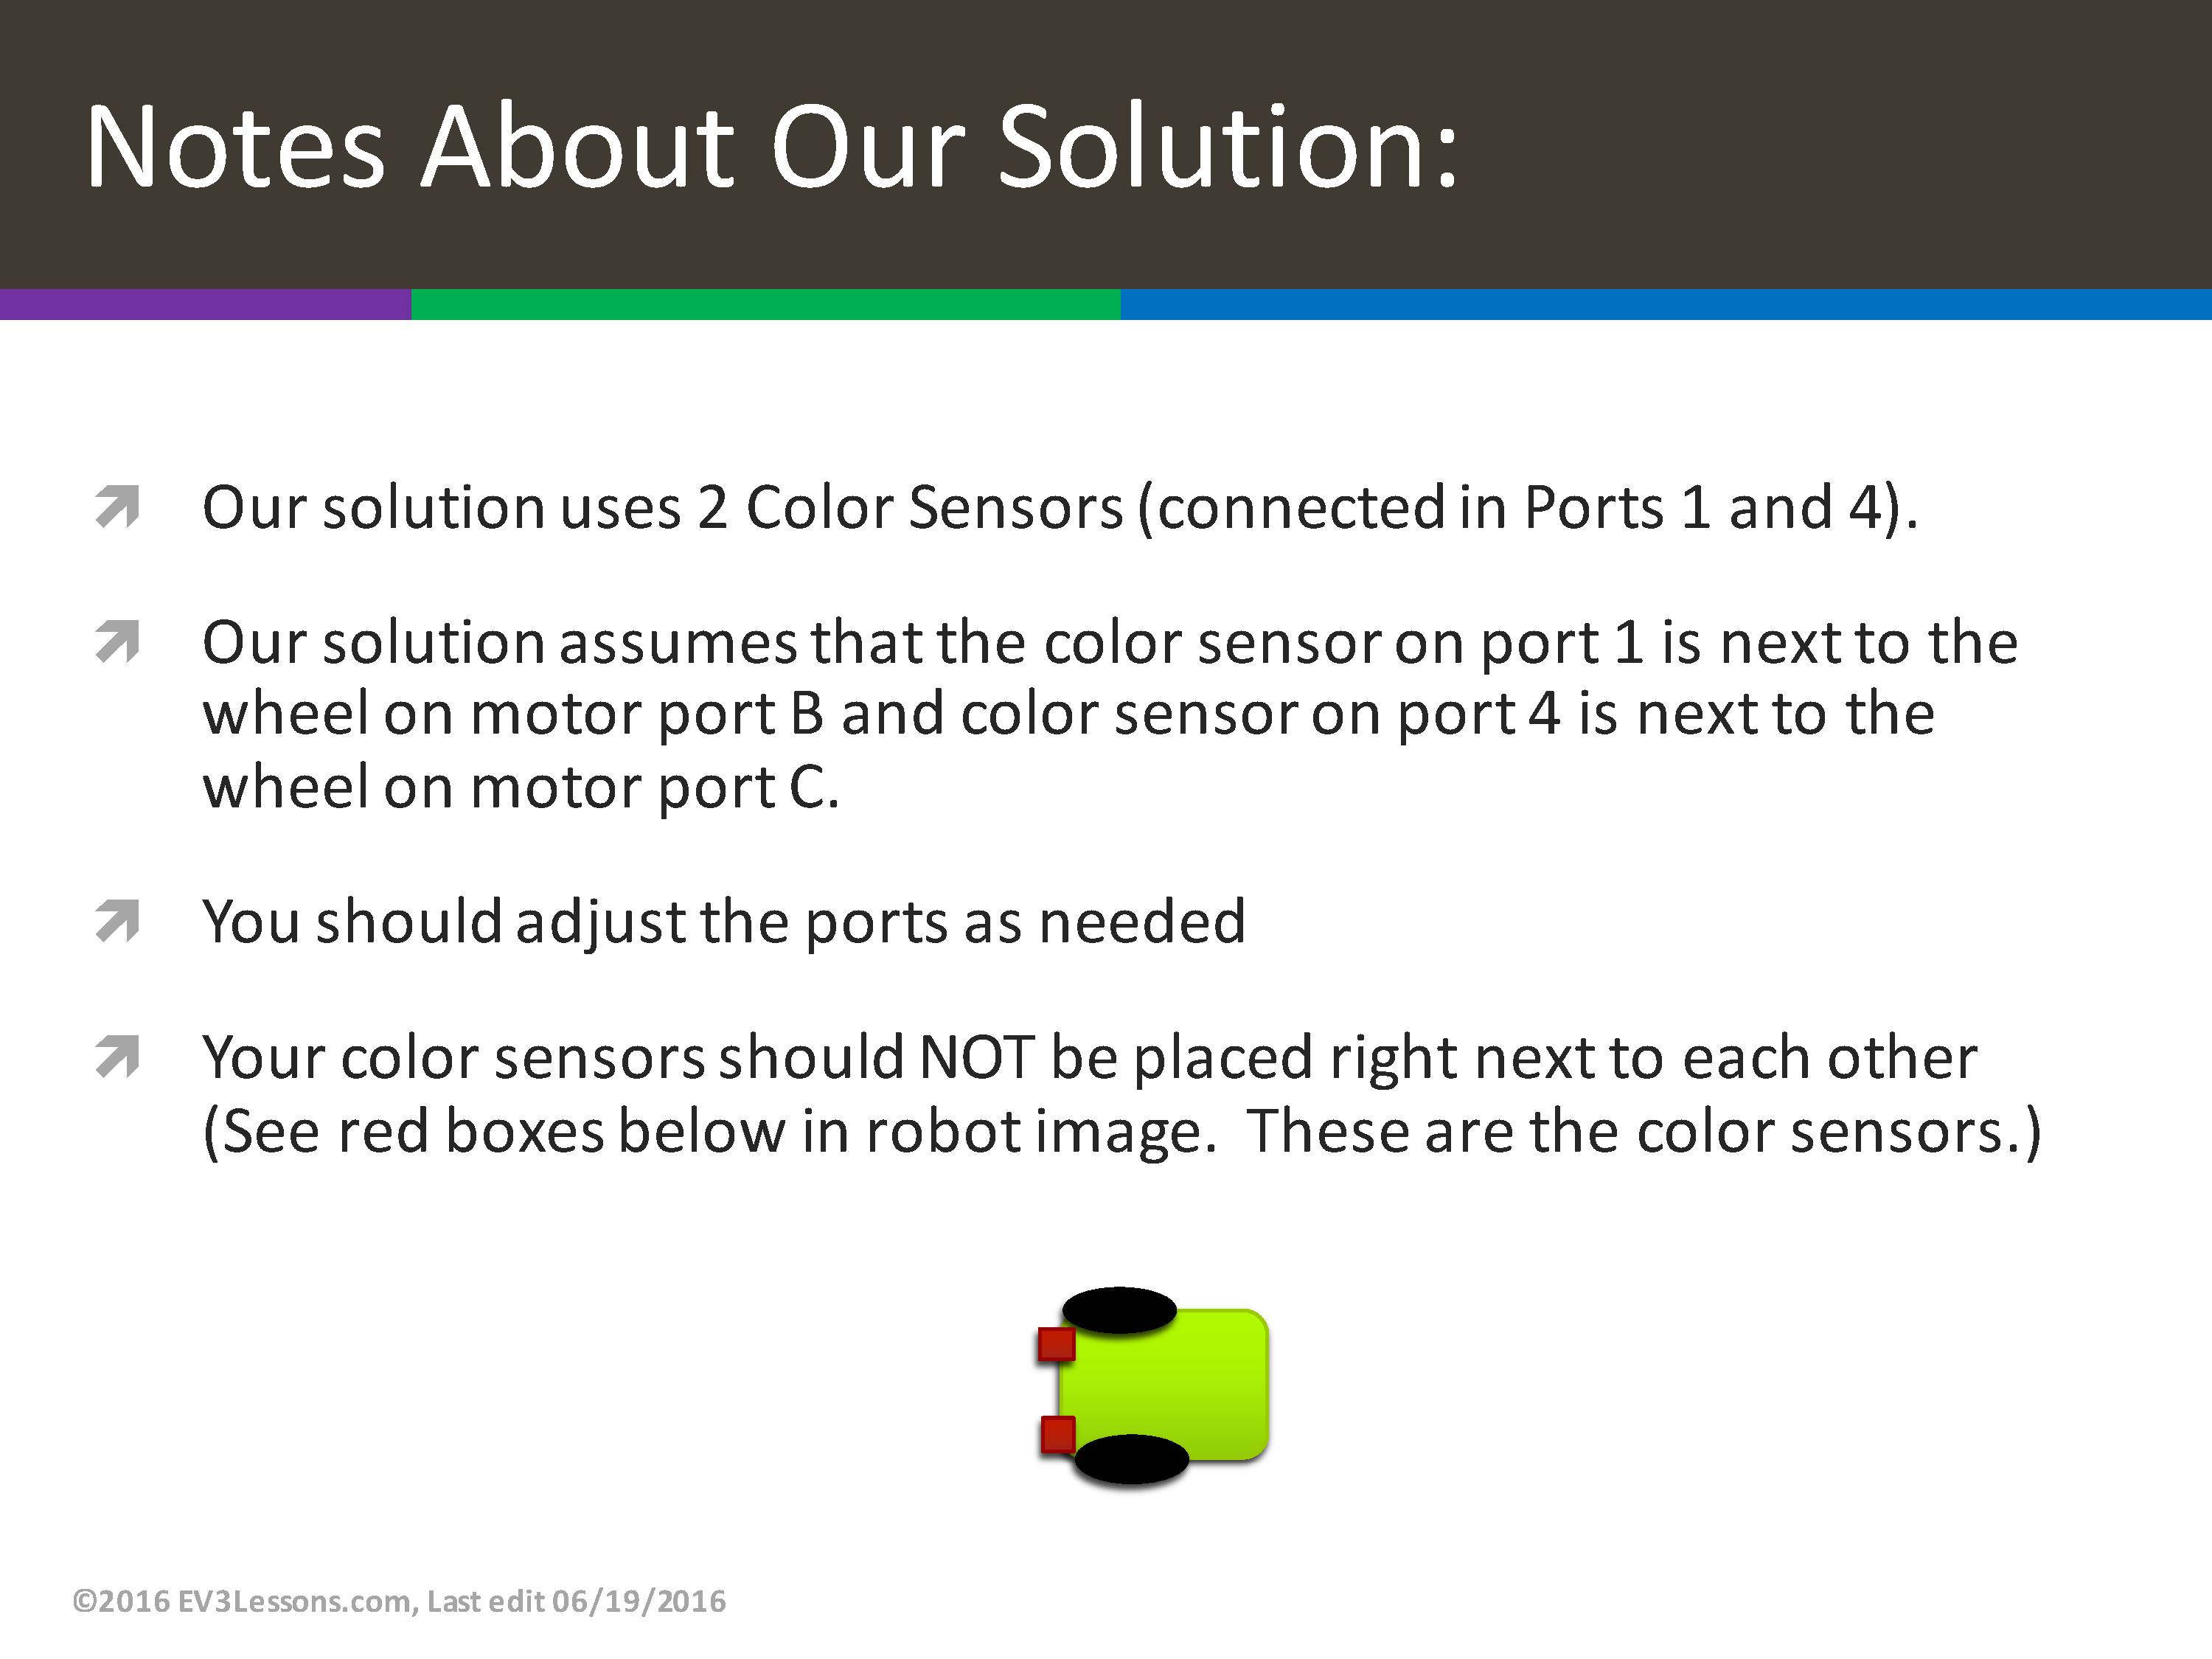 Notes About Our Solution:
Our solution uses 2 Color Sensors (connected in Ports 1 and 4).
Our solution assumes that the color sensor on port 1 is next to the
wheel on motor port B and color sensor on port 4 is next to the
wheel on motor port C.
You should adjust the ports as needed
Your color sensors should NOT be placed right next to each other
(See red boxes below in robot image.  These are the color sensors.)
©2016 EV3Lessons.com, Last edit 06/19/2016